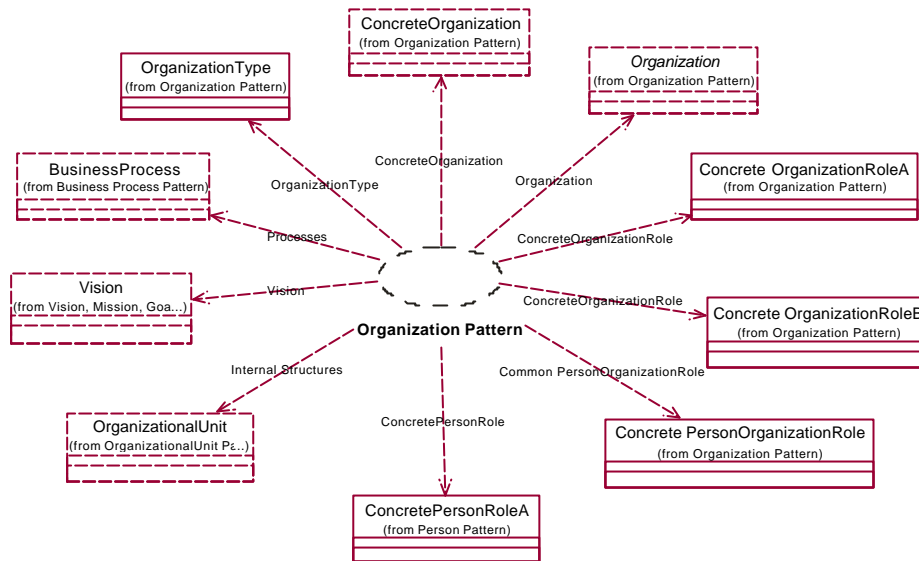 ConcreteOrganization
(from Organization Pattern)
Organization
(from Organization Pattern)
OrganizationType
(from Organization Pattern)
BusinessProcess
(from Business Process Pattern)
Concrete OrganizationRoleA
(from Organization Pattern)
ConcreteOrganization
OrganizationType
Organization
Processes
ConcreteOrganizationRole
Vision
(from Vision, Mission, Goa...)
Vision
ConcreteOrganizationRole
Concrete OrganizationRoleB
(from Organization Pattern)
Organization Pattern
Internal Structures
Common PersonOrganizationRole
OrganizationalUnit
(from OrganizationalUnit Pa...)
ConcretePersonRole
Concrete PersonOrganizationRole
(from Organization Pattern)
ConcretePersonRoleA
(from Person Pattern)